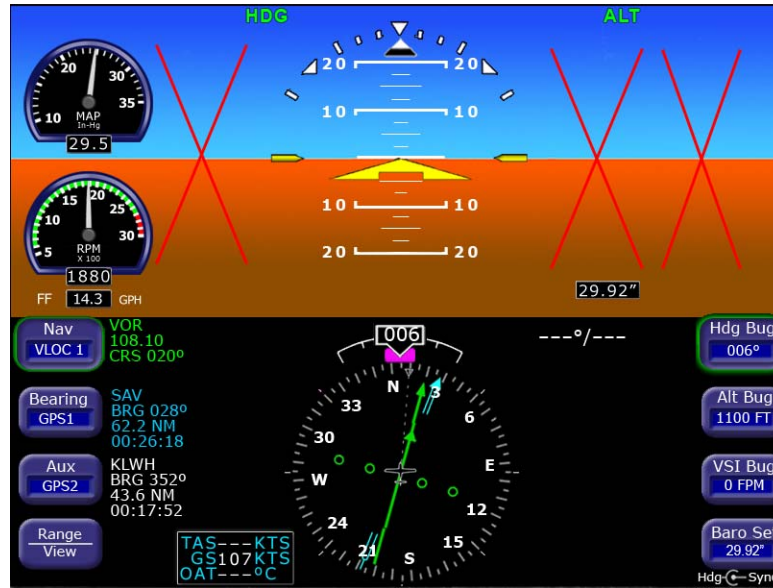 HDG
ALT
20
30
10
35
MAP
In-Hg
29.5
20 20
10 10
10 10
20 20
15
20
10
25
5
30
RPM
X 100
1880
FF 14.3 GPH
29.92"
Nav
VLOC 1
VOR
108.10
CRS 020º
Bearing
GPS1
SAV
BRG 028º
62.2 NM
00:26:18
Aux
GPS2
KLWH
BRG 352º
43.6 NM
00:17:52
Range
View
TAS---KTS
GS107KTS
OAT---ºC
006
N
33
3
30
6
W
E
24
12
21
15
S
---º/---
Hdg Bug
006º
Alt Bug
1100 FT
VSI Bug
0 FPM
Baro Se
29.92"
Hdg Sync